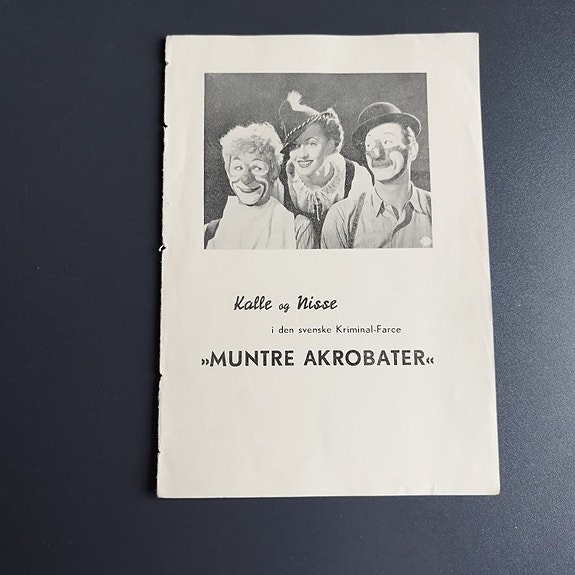 Kalle og Nisse
i den svenske Kriminal-Farce
»MUNTRE AKROBATER«